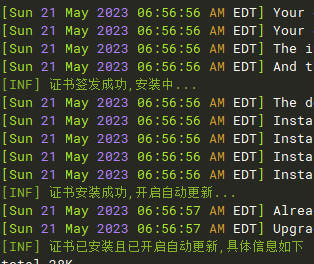 [Sun 21 May 2023 06:56:56 AM EDT] Your
[Sun 21 May 2023 06:56:56 AM EDT] Your
[Sun 21 May 2023 06:56:56 AM EDT] The i
[Sun 21 May 2023 06:56:56 AM EDT] And t
[INF] 证书签发成功,安装中...
[Sun 21 May 2023 06:56:56 AM EDT] The d
[Sun 21 May 2023 06:56:56 AM EDT] Insta
[Sun 21 May 2023 06:56:56 AM EDT] Insta
[Sun 21 May 2023 06:56:56 AM EDT] Insta
[Sun 21 May 2023 06:56:56 AM EDT] Insta
[INF] 证书安装成功,开启自动更新...
[Sun 21 May 2023 06:56:57 AM EDT] Alrea
[Sun 21 May 2023 06:56:57 AM EDT] Upgra
[INF] 证书已安装且已开启自动更新,具体信息如下
total 28K